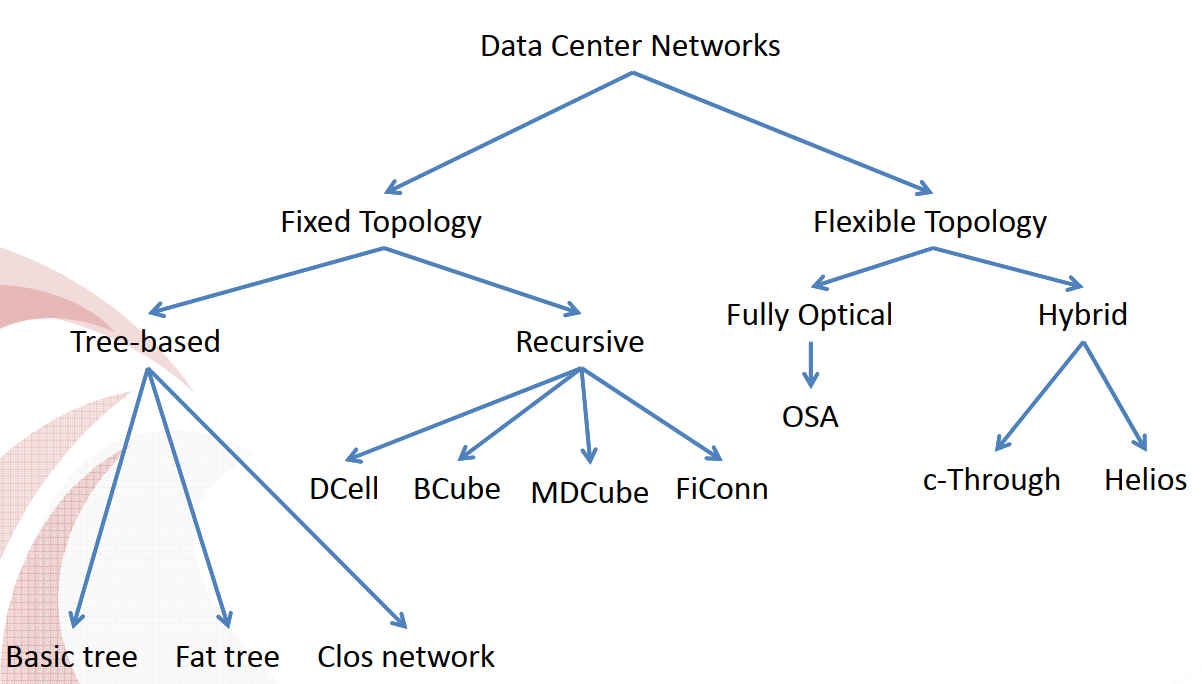 Data Center Networks
Fixed Topology
Flexible Topology
Tree-based
Recursive
Fully Optical
Hybrid
OSA
DCell
BCube
MDCube
FiConn
c-Through
Helios
Basic tree
Fat tree
Clos network